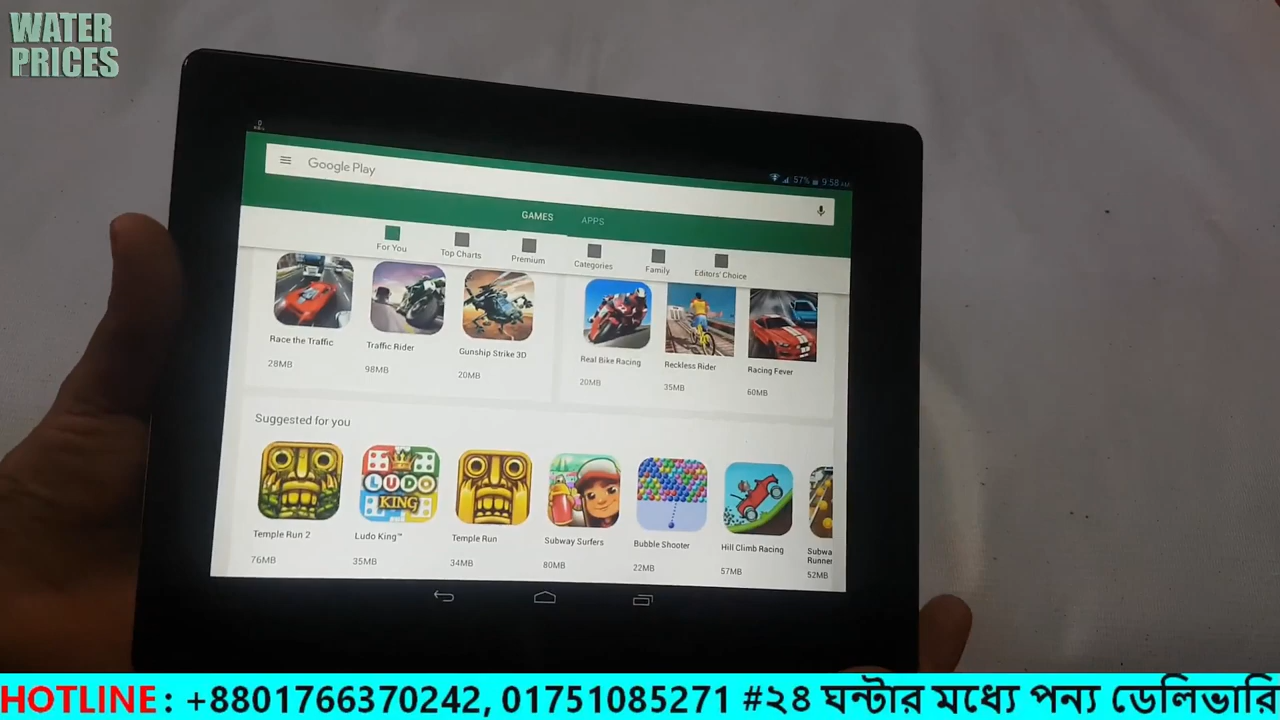 WATER
PRICES
0
57% 9:58 AM
Google Play
GAMES APPS
For You Top Charts Premium Categories Family Editors' Choice
Race the Traffic Traffic Rider Gunship Strike 3D Real Bike Racing Reckless Rider Racing Fever
28MB 98MB 20MB 20MB 35MB 60MB
Suggested for you
LUDO
KING
Temple Run 2 Ludo King™ Temple Run Subway Surfers Bubble Shooter Hill Climb Racing Subwa
Runner
76MB 35MB 34MB 80MB 22MB 57MB 52MB
HOTLINE : +8801766370242, 01751085271 #২৪ ঘন্টার মধ্যে পন্য ডেলিভারি